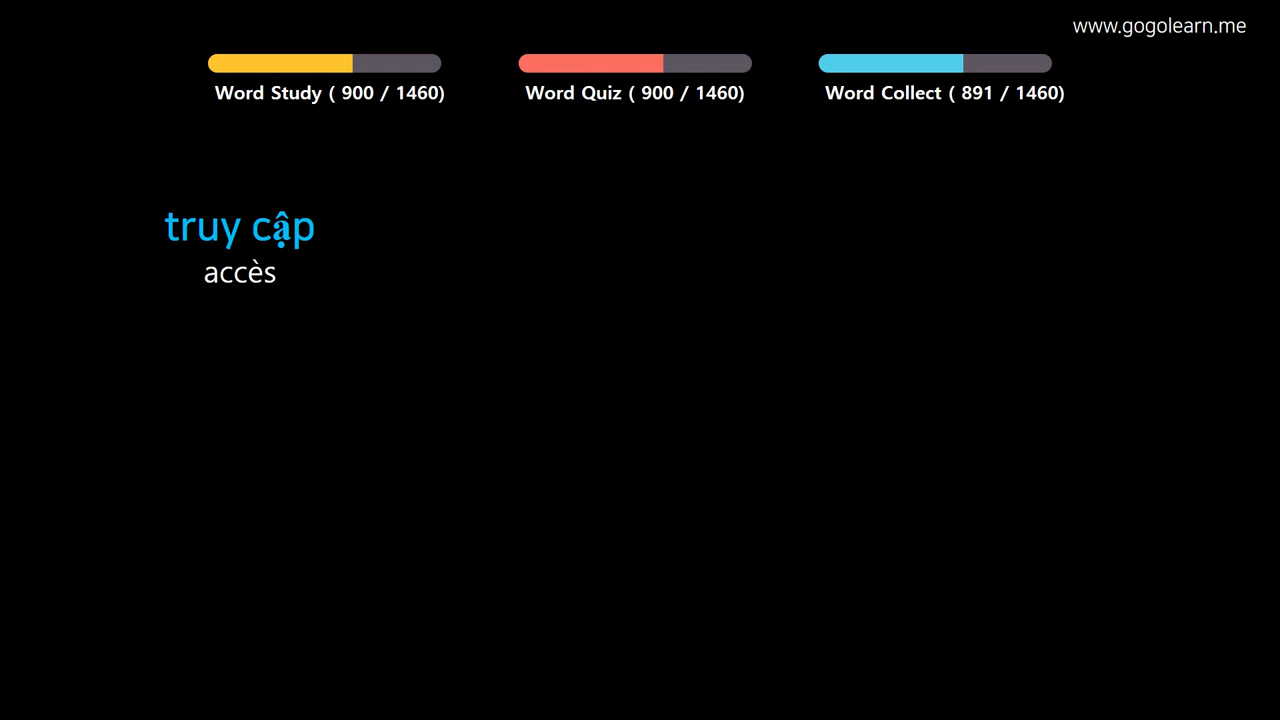 www.gogolearn.me
Word Study ( 900 / 1460)
Word Quiz ( 900 / 1460)
Word Collect ( 891 / 1460)
truy cập
accès